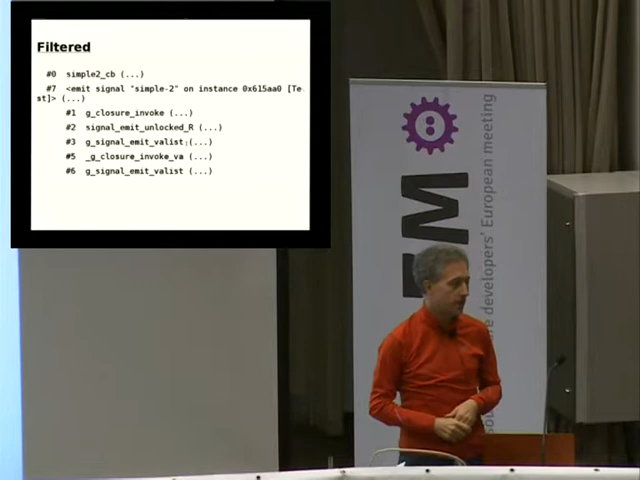 Filtered
#0 simple2_cb (...)
#7 <emit signal "simple-2" on instance 0x615aa0 [Te
st]> (...)
#1 g_closure_invoke (...)
#2 signal_emit_unlocked_R (...)
#3 g_signal_emit_valist (...)
#5 _g_closure_invoke_va (...)
#6 g_signal_emit_valist (...)
developers' European meeting